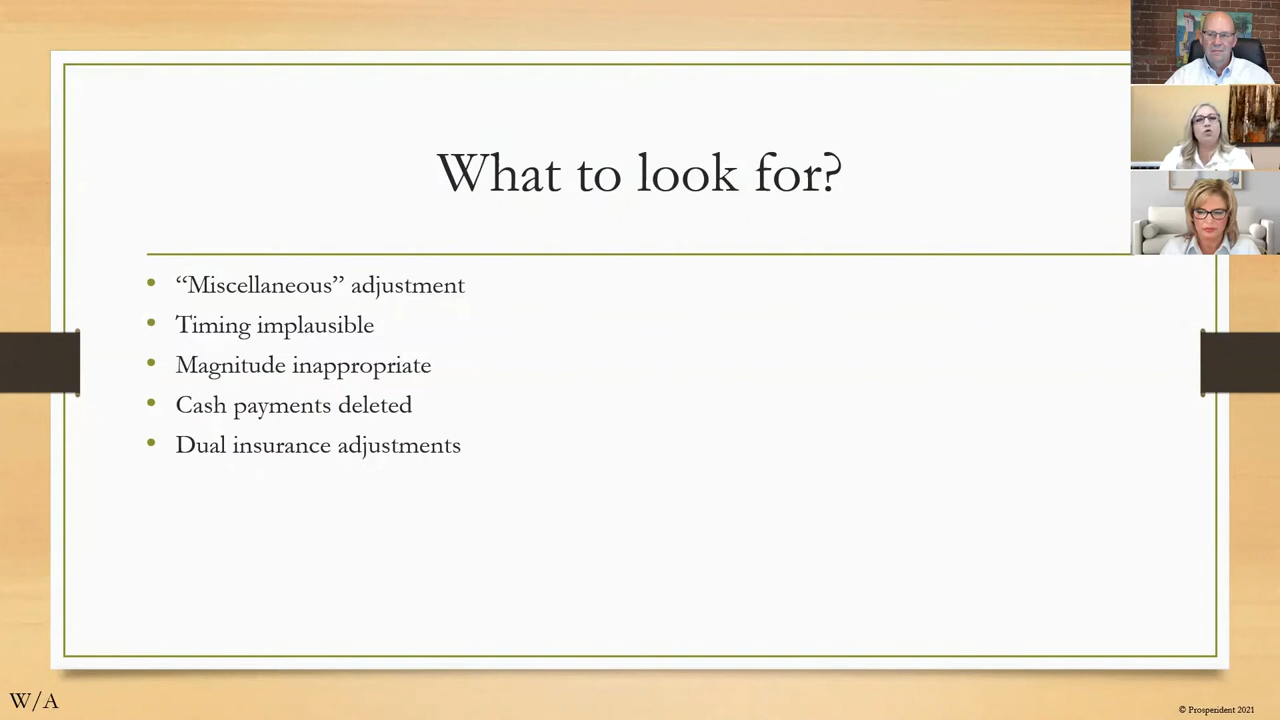 What to look for?
• “Miscellaneous” adjustment
• Timing implausible
• Magnitude inappropriate
• Cash payments deleted
• Dual insurance adjustments
W/A
© Prosperident 2021